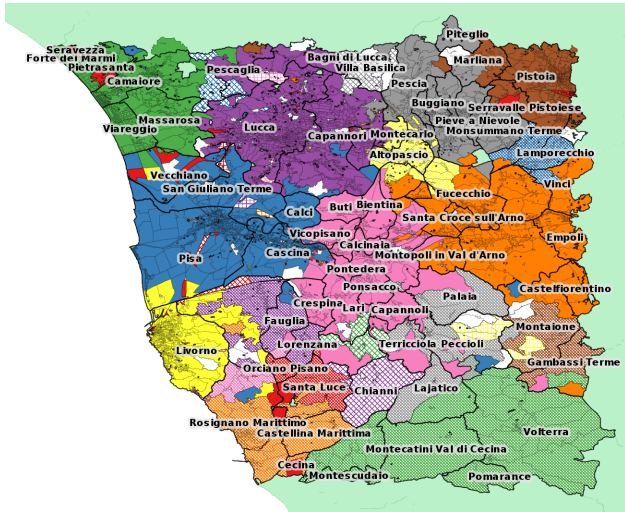 Piteglio
Seravezza
Forte dei Marmi
Pietrasanta
Camaiore
Bagni di Lucca
Villa Basilica
Marliana
Pescaglia
Pescia
Pistoia
Buggiano
Serravalle Pistoiese
Massarosa
Viareggio
Lucca
Capannori
Montecarlo
Pieve a Nievole
Monsummano Terme
Altopascio
Lamporecchio
Vecchiano
San Giuliano Terme
Fucecchio
Vinci
Calci
Buti
Bientina
Santa Croce sull'Arno
Vicopisano
Calcinaia
Empoli
Pisa
Cascina
Montopoli in Val d'Arno
Pontedera
Ponsacco
Palaia
Castelfiorentino
Crespina
Lari
Capannoli
Fauglia
Montaione
Livorno
Lorenzana
Terricciola
Peccioli
Gambassi Terme
Orciano Pisano
Santa Luce
Chianni
Lajatico
Rosignano Marittimo
Castellina Marittima
Volterra
Montecatini Val di Cecina
Cecina
Montescudaio
Pomarance